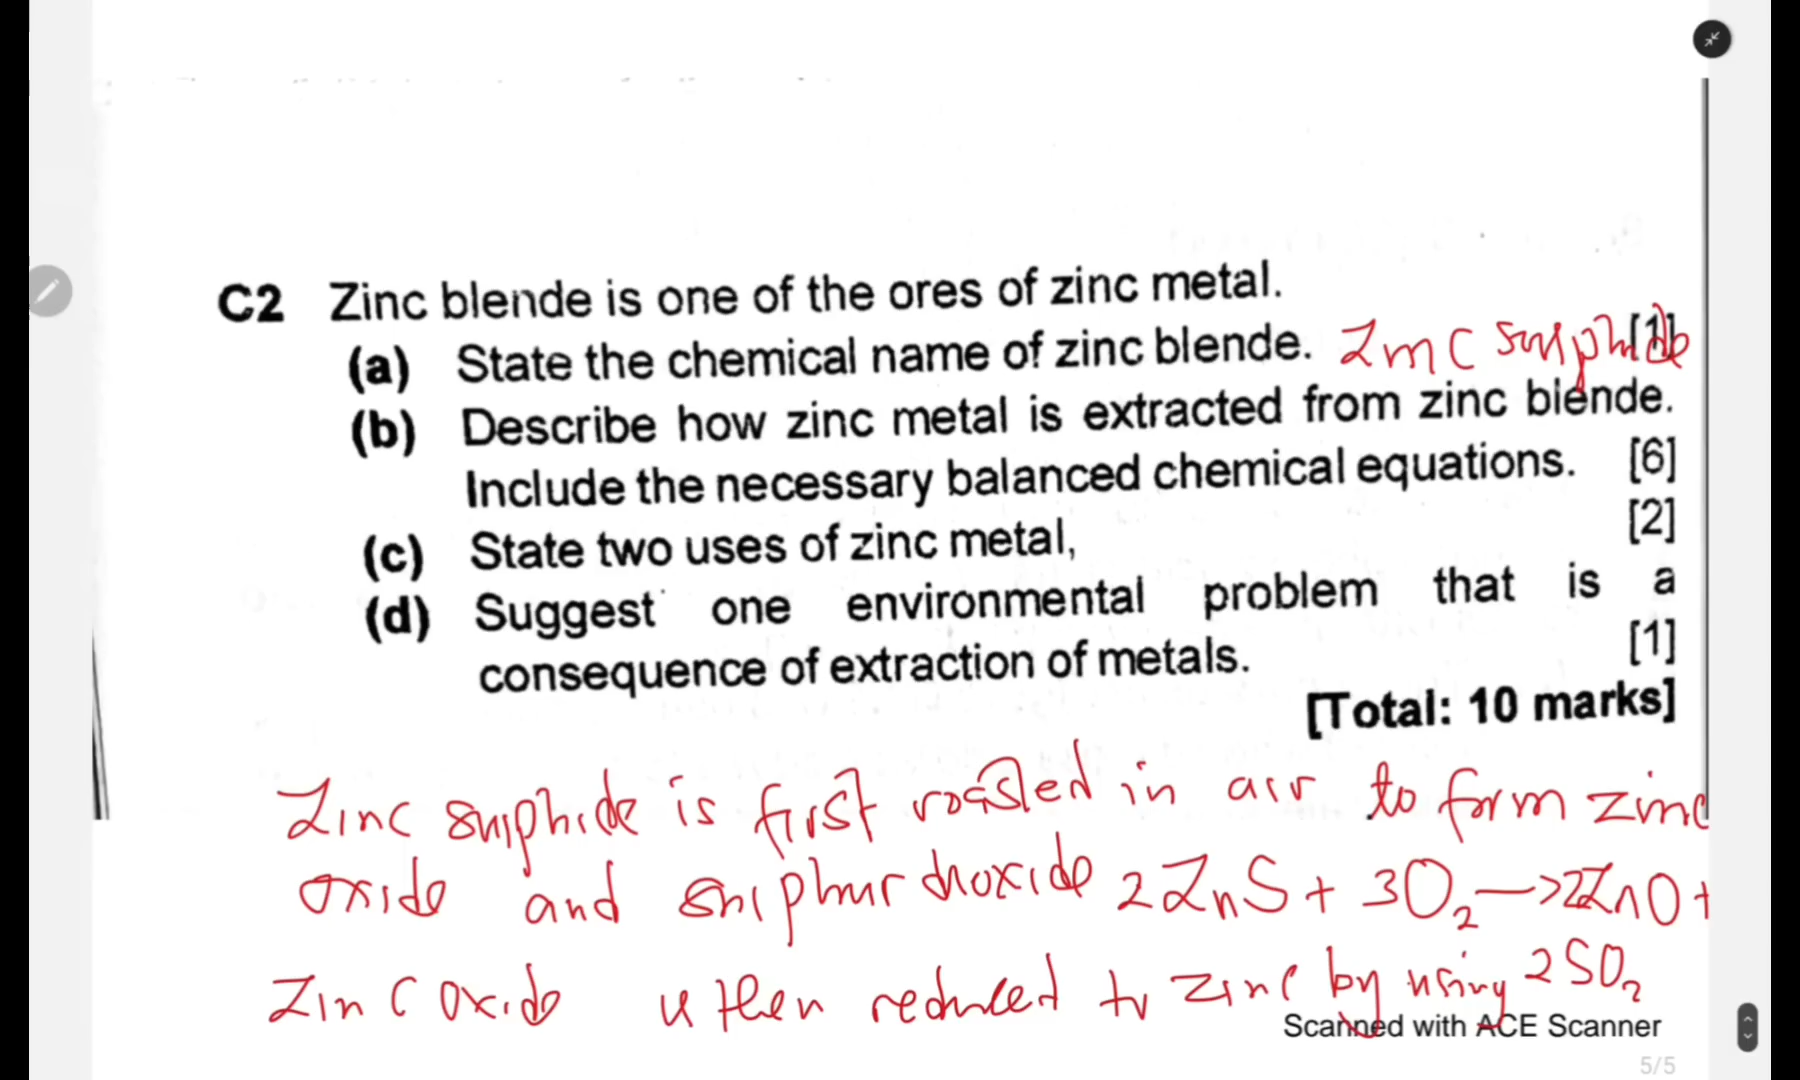 C2 Zinc blende is one of the ores of zinc metal.
(a) State the chemical name of zinc blende. [1] Zinc sulphide
(b) Describe how zinc metal is extracted from zinc blende.
Include the necessary balanced chemical equations. [6]
(c) State two uses of zinc metal, [2]
(d) Suggest one environmental problem that is a
consequence of extraction of metals. [1]
[Total: 10 marks]
Zinc sulphide is first roasted in air to form zinc
oxide and sulphur dioxide 2ZnS + 3O₂ → 2ZnO +
2SO₂
Zinc oxide is then reduced to zinc by using
Scanned with ACE Scanner
5/5